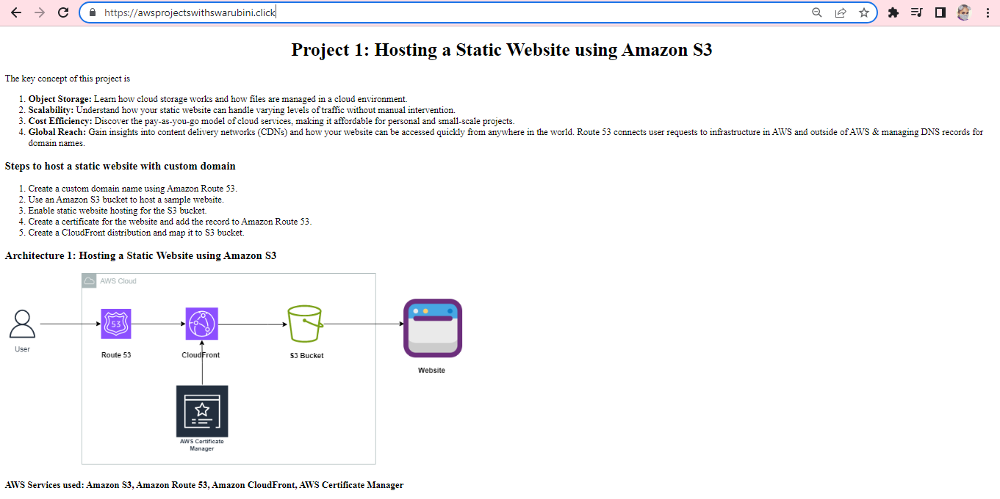 https://awsprojectswithswarubini.click
Project 1: Hosting a Static Website using Amazon S3
The key concept of this project is
1. Object Storage: Learn how cloud storage works and how files are managed in a cloud environment.
2. Scalability: Understand how your static website can handle varying levels of traffic without manual intervention.
3. Cost Efficiency: Discover the pay-as-you-go model of cloud services, making it affordable for personal and small-scale projects.
4. Global Reach: Gain insights into content delivery networks (CDNs) and how your website can be accessed quickly from anywhere in the world. Route 53 connects user requests to infrastructure in AWS and outside of AWS & managing DNS records for
domain names.
Steps to host a static website with custom domain
1. Create a custom domain name using Amazon Route 53.
2. Use an Amazon S3 bucket to host a sample website.
3. Enable static website hosting for the S3 bucket.
4. Create a certificate for the website and add the record to Amazon Route 53.
5. Create a CloudFront distribution and map it to S3 bucket.
Architecture 1: Hosting a Static Website using Amazon S3
AWS Cloud
53
User
Route 53
CloudFront
S3 Bucket
Website
AWS Certificate
Manager
AWS Services used: Amazon S3, Amazon Route 53, Amazon CloudFront, AWS Certificate Manager